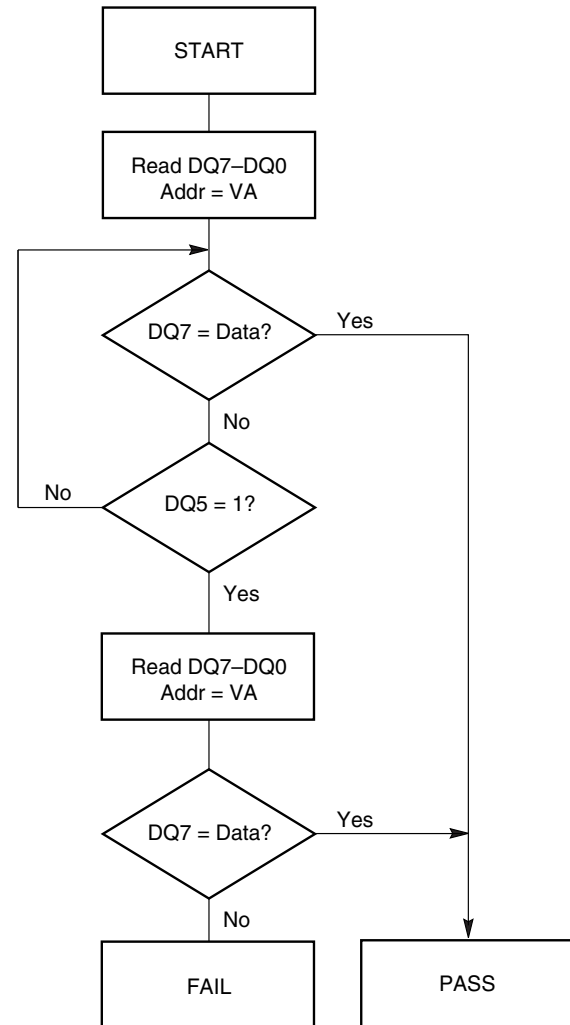 START
Read DQ7–DQ0
Addr = VA
DQ7 = Data?
Yes
No
No
DQ5 = 1?
Yes
Read DQ7–DQ0
Addr = VA
DQ7 = Data?
Yes
No
FAIL
PASS